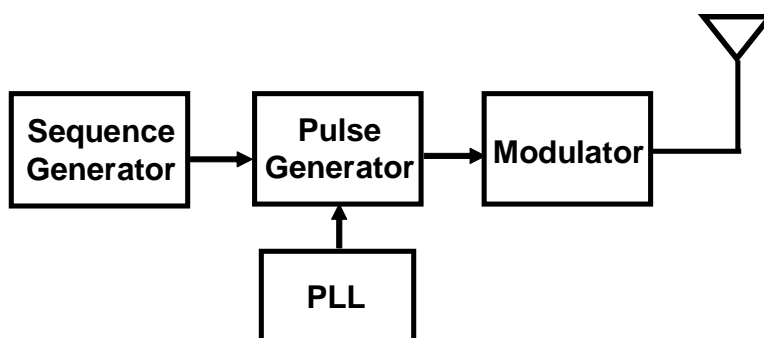 Sequence
Generator
Pulse
Generator
Modulator
PLL